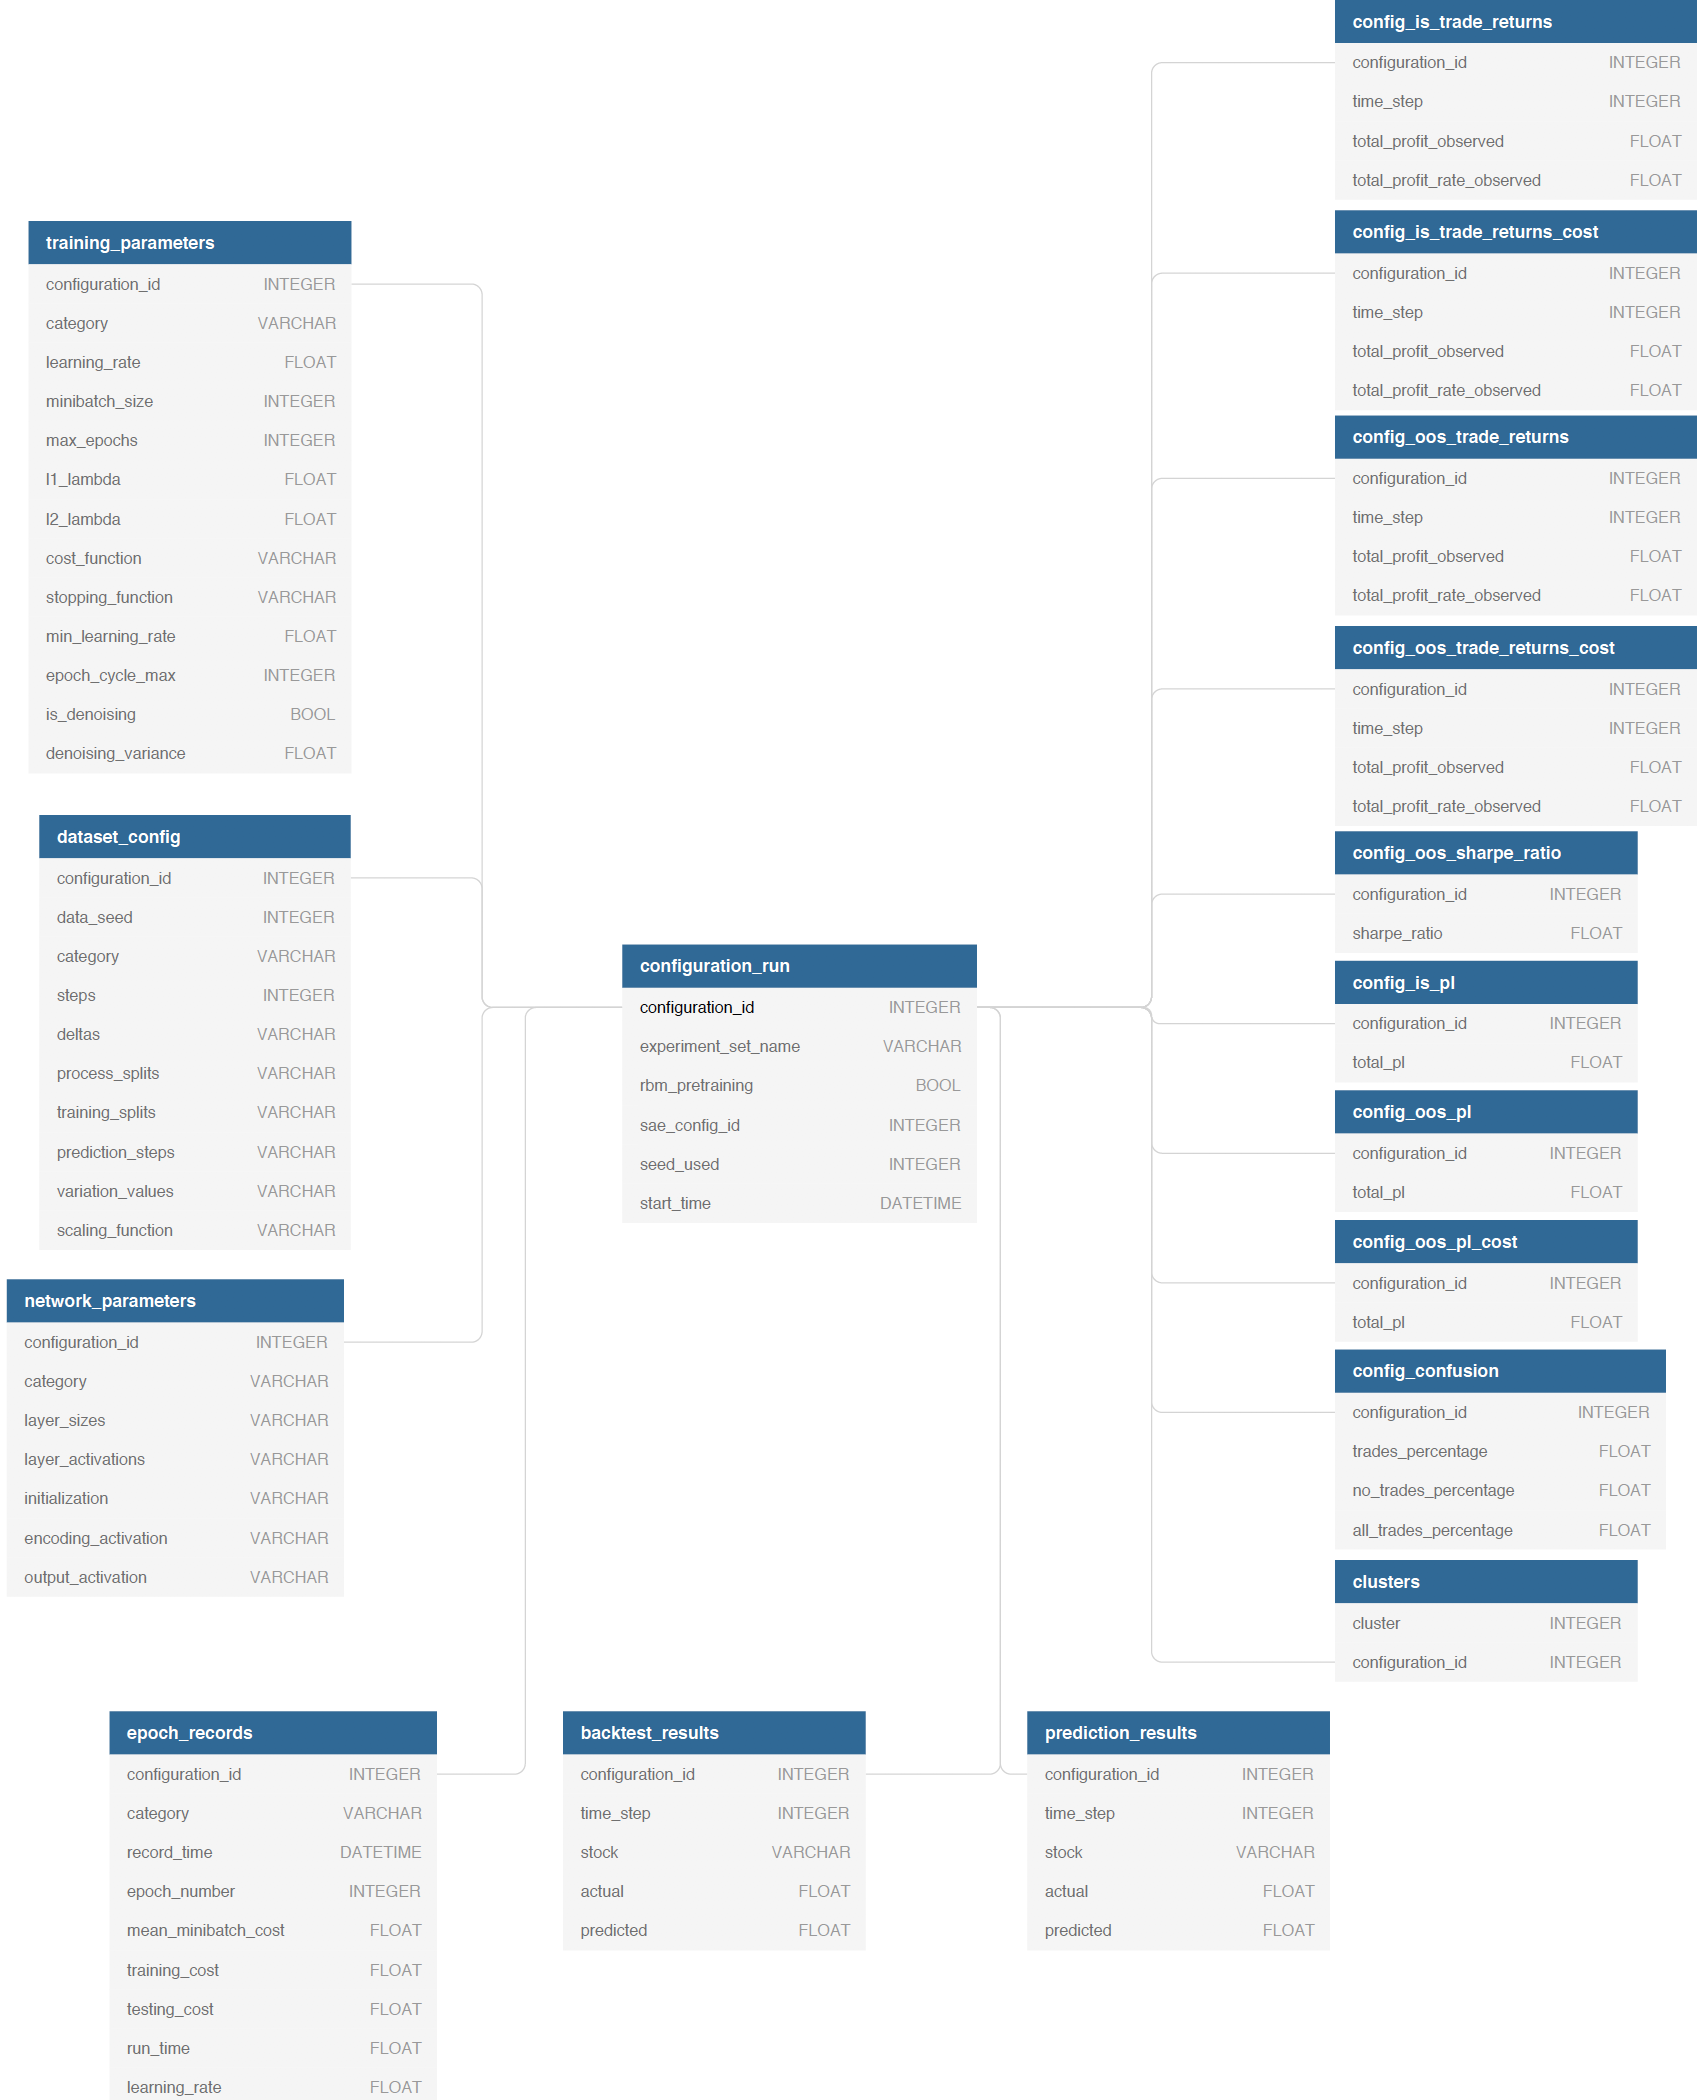 config_is_trade_returns
configuration_id INTEGER
time_step INTEGER
total_profit_observed FLOAT
total_profit_rate_observed FLOAT
config_is_trade_returns_cost
configuration_id INTEGER
time_step INTEGER
total_profit_observed FLOAT
total_profit_rate_observed FLOAT
config_oos_trade_returns
configuration_id INTEGER
time_step INTEGER
total_profit_observed FLOAT
total_profit_rate_observed FLOAT
config_oos_trade_returns_cost
configuration_id INTEGER
time_step INTEGER
total_profit_observed FLOAT
total_profit_rate_observed FLOAT
config_oos_sharpe_ratio
configuration_id INTEGER
sharpe_ratio FLOAT
config_is_pl
configuration_id INTEGER
total_pl FLOAT
config_oos_pl
configuration_id INTEGER
total_pl FLOAT
config_oos_pl_cost
configuration_id INTEGER
total_pl FLOAT
config_confusion
configuration_id INTEGER
trades_percentage FLOAT
no_trades_percentage FLOAT
all_trades_percentage FLOAT
clusters
cluster INTEGER
configuration_id INTEGER
training_parameters
configuration_id INTEGER
category VARCHAR
learning_rate FLOAT
minibatch_size INTEGER
max_epochs INTEGER
l1_lambda FLOAT
l2_lambda FLOAT
cost_function VARCHAR
stopping_function VARCHAR
min_learning_rate FLOAT
epoch_cycle_max INTEGER
is_denoising BOOL
denoising_variance FLOAT
dataset_config
configuration_id INTEGER
data_seed INTEGER
category VARCHAR
steps INTEGER
deltas VARCHAR
process_splits VARCHAR
training_splits VARCHAR
prediction_steps VARCHAR
variation_values VARCHAR
scaling_function VARCHAR
network_parameters
configuration_id INTEGER
category VARCHAR
layer_sizes VARCHAR
layer_activations VARCHAR
initialization VARCHAR
encoding_activation VARCHAR
output_activation VARCHAR
configuration_run
configuration_id INTEGER
experiment_set_name VARCHAR
rbm_pretraining BOOL
sae_config_id INTEGER
seed_used INTEGER
start_time DATETIME
epoch_records
configuration_id INTEGER
category VARCHAR
record_time DATETIME
epoch_number INTEGER
mean_minibatch_cost FLOAT
training_cost FLOAT
testing_cost FLOAT
run_time FLOAT
learning_rate FLOAT
backtest_results
configuration_id INTEGER
time_step INTEGER
stock VARCHAR
actual FLOAT
predicted FLOAT
prediction_results
configuration_id INTEGER
time_step INTEGER
stock VARCHAR
actual FLOAT
predicted FLOAT